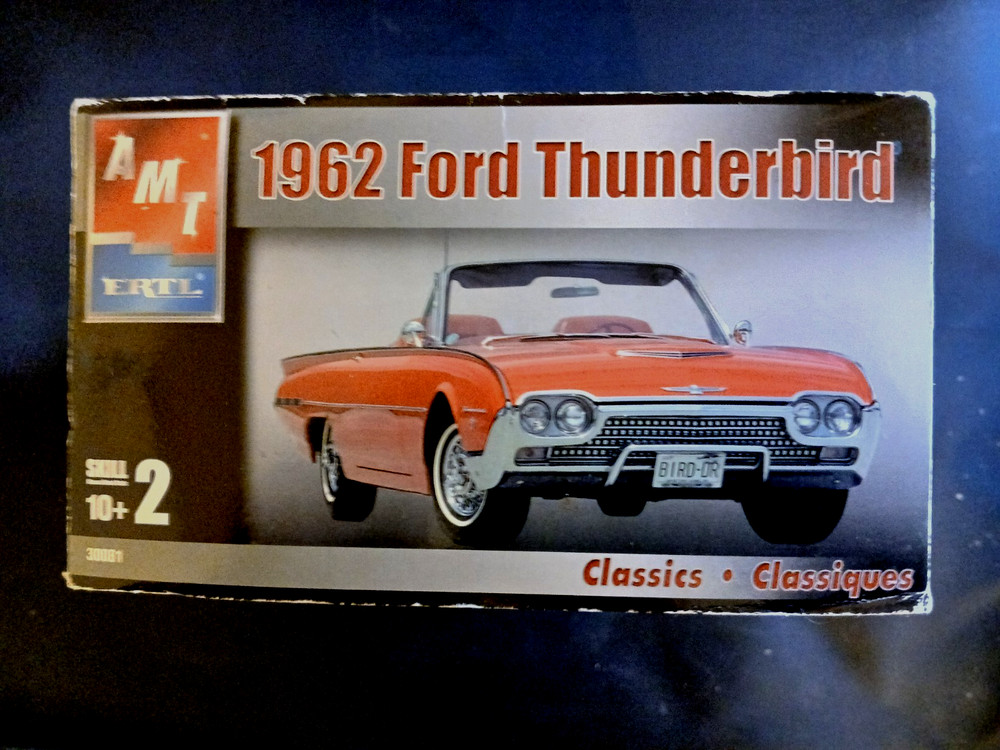 1962 Ford Thunderbird
AMT
ERTL®
BIRD-DR
SKILL 2
10+
Classics • Classiques